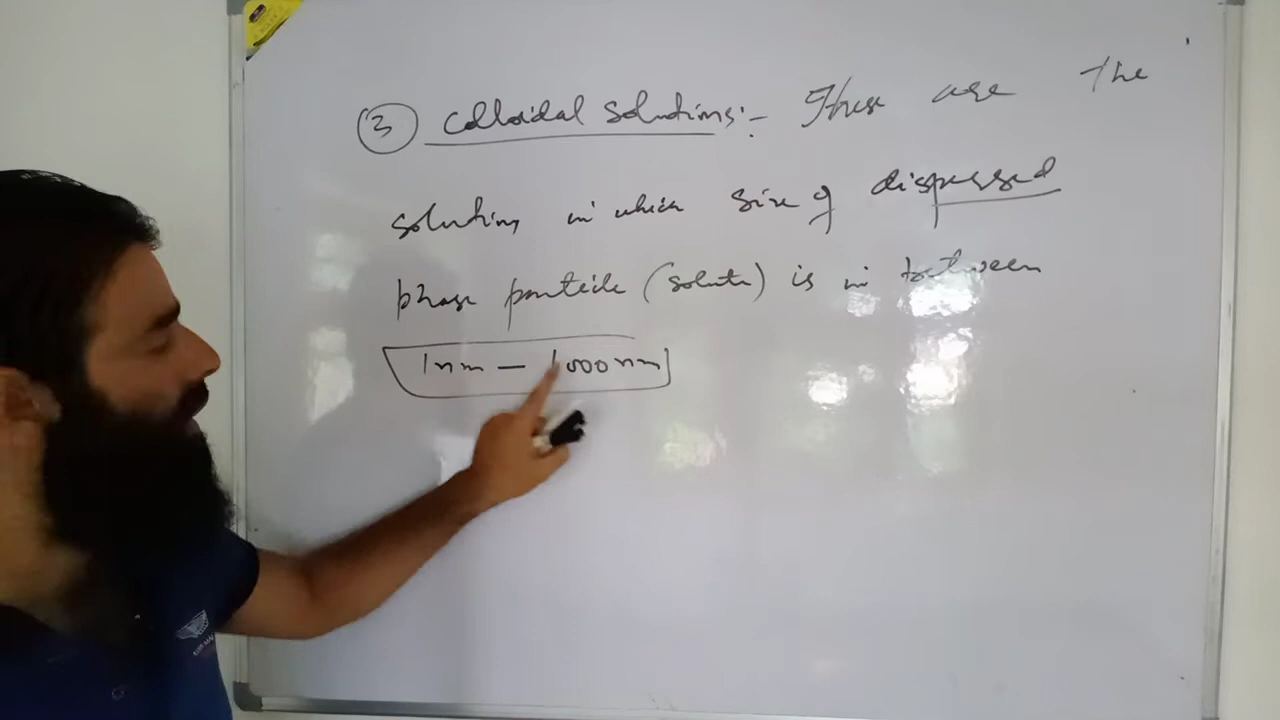 ③ Colloidal Solutions:- These are the
solutions in which size of dispersed
phase particle (solute) is in between
1nm — 1000nm